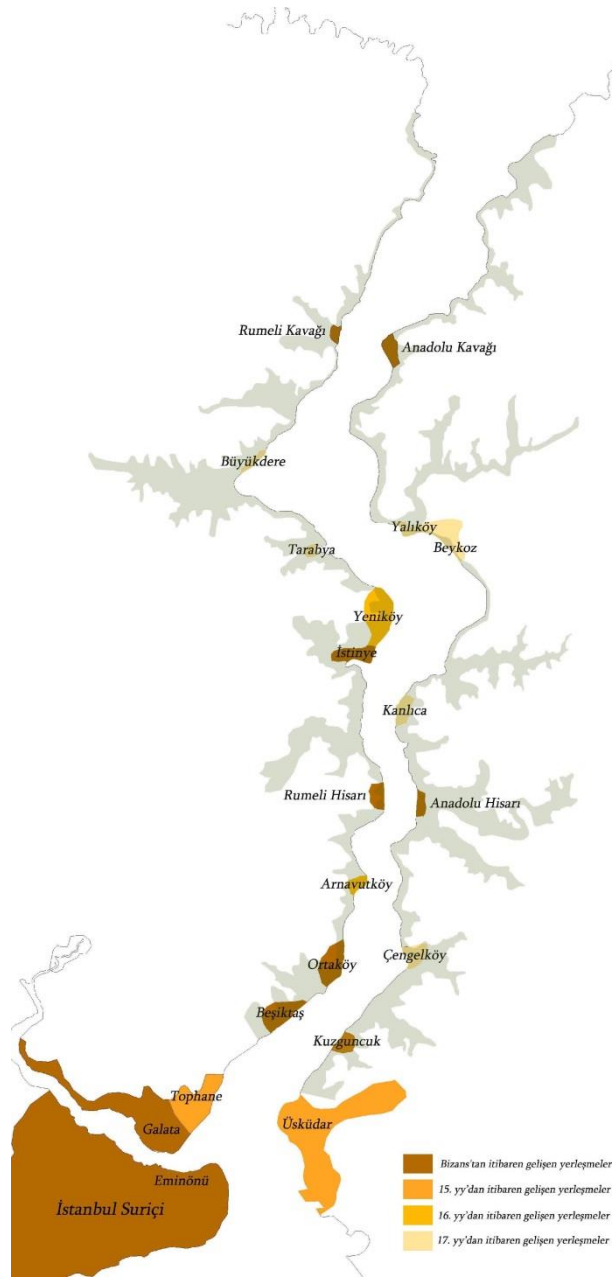 Rumeli Kavağı
Anadolu Kavağı
Büyükdere
Yalıköy
Tarabya
Beykoz
Yeniköy
İstinye
Kanlıca
Rumeli Hisarı
Anadolu Hisarı
Arnavutköy
Çengelköy
Ortaköy
Beşiktaş
Kuzguncuk
Tophane
Galata
Üsküdar
Eminönü
İstanbul Suriçi
Bizans'tan itibaren gelişen yerleşmeler
15. yy'dan itibaren gelişen yerleşmeler
16. yy'dan itibaren gelişen yerleşmeler
17. yy'dan itibaren gelişen yerleşmeler